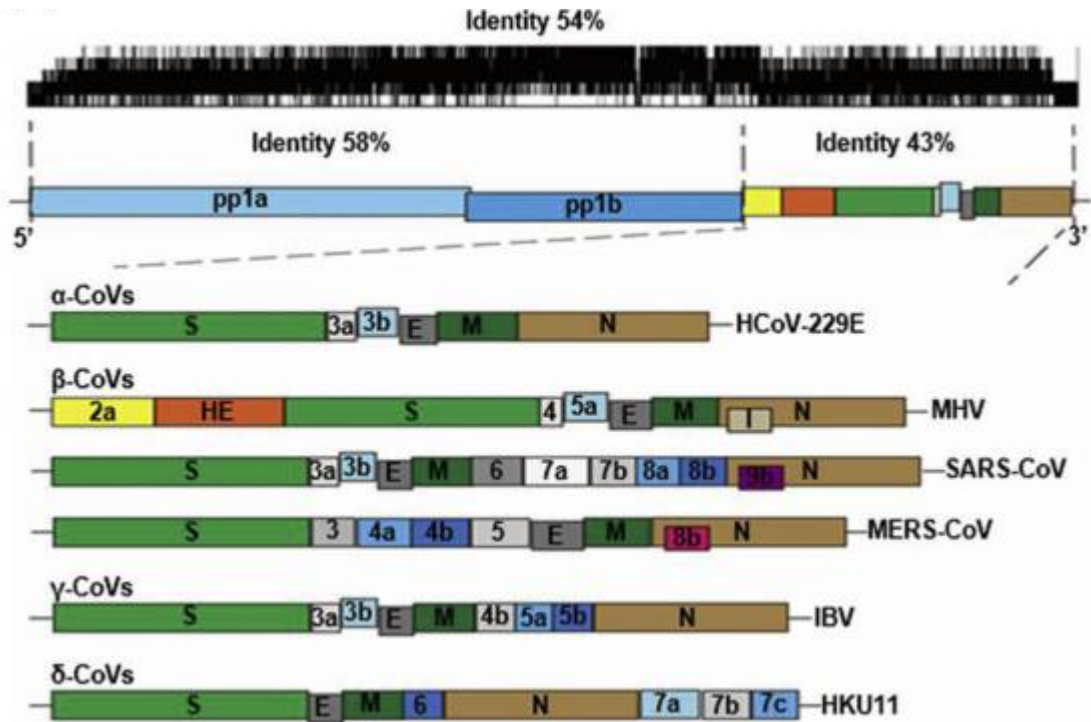 Identity 54%
Identity 58% Identity 43%
pp1a pp1b
5' 3'
α-CoVs
S 3a 3b E M N HCoV-229E
β-CoVs
2a HE S 4 5a E M I N MHV
S 3a 3b E M 6 7a 7b 8a 8b 9b N SARS-CoV
S 3 4a 4b 5 E M 8b N MERS-CoV
γ-CoVs
S 3a 3b E M 4b 5a 5b N IBV
δ-CoVs
S E M 6 N 7a 7b 7c HKU11